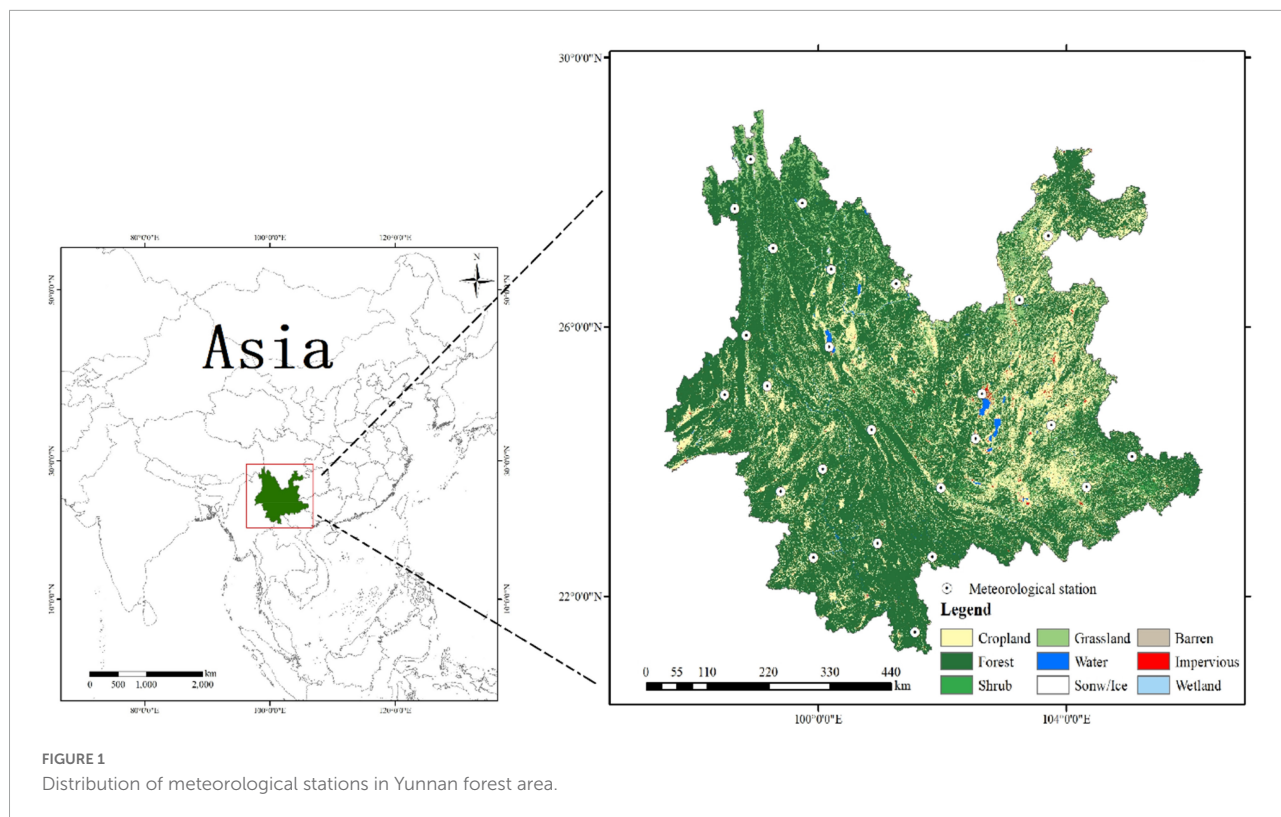 30°0'0"N
26°0'0"N
22°0'0"N
100°0'0"E
104°0'0"E
80°0'0"E
100°0'0"E
120°0'0"E
N
Asia
0 500 1,000 2,000
km
80°0'0"E
100°0'0"E
120°0'0"E
Meteorological station
Legend
Cropland
Grassland
Barren
Forest
Water
Impervious
Shrub
Sonw/Ice
Wetland
0 55 110 220 330 440
km
FIGURE 1
Distribution of meteorological stations in Yunnan forest area.